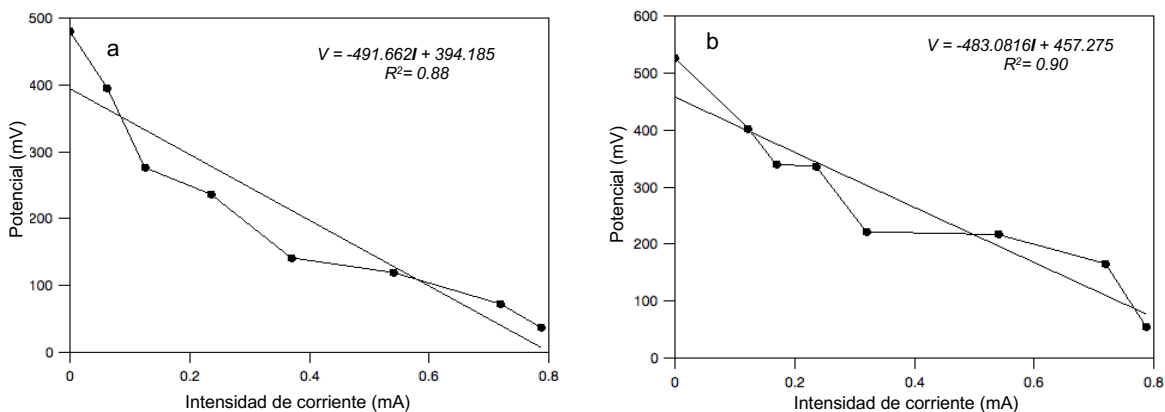 a
V = -491.662I + 394.185
R²= 0.88
Potencial (mV)
500
400
300
200
100
0
0
0.2
0.4
0.6
0.8
Intensidad de corriente (mA)
b
V = -483.0816I + 457.275
R²= 0.90
Potencial (mV)
600
500
400
300
200
100
0
0
0.2
0.4
0.6
0.8
Intensidad de corriente (mA)